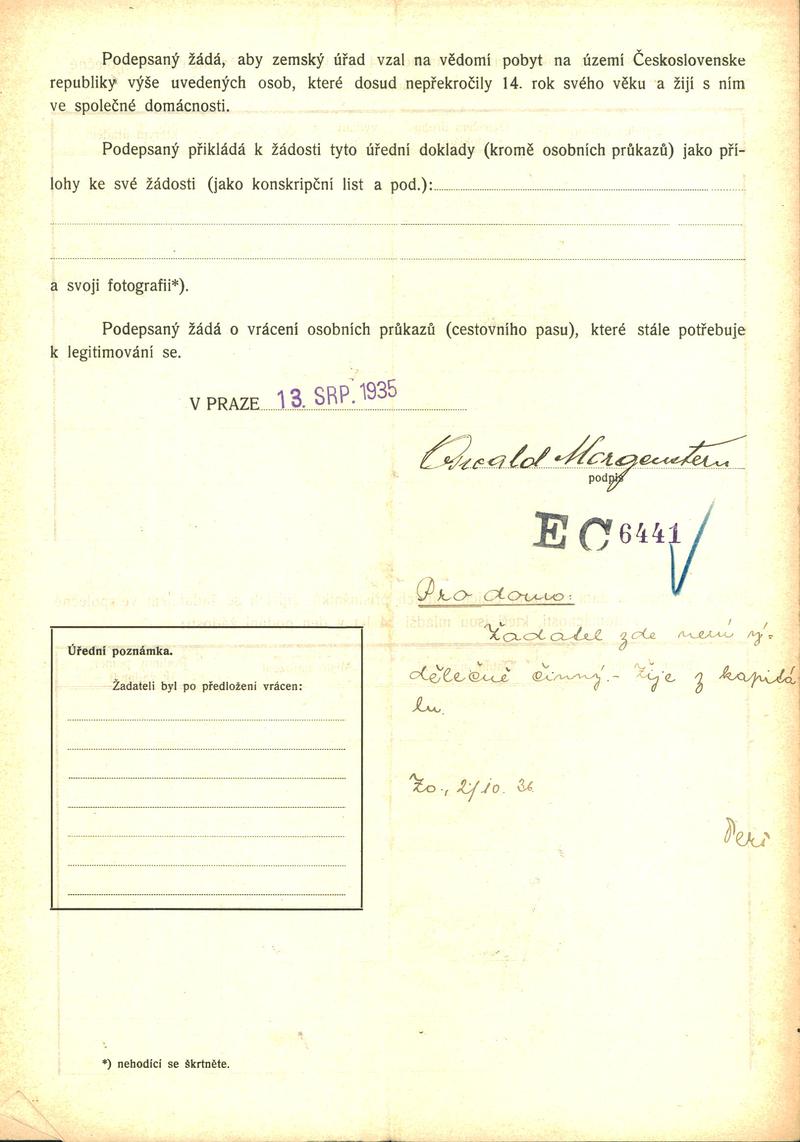 Podepsaný žádá, aby zemský úřad vzal na vědomí pobyt na území Československe
republiky výše uvedených osob, které dosud nepřekročily 14. rok svého věku a žijí s ním
ve společné domácnosti.
Podepsaný přikládá k žádosti tyto úřední doklady (kromě osobních průkazů) jako pří-
lohy ke své žádosti (jako konskripční list a pod.):
a svoji fotografii*).
Podepsaný žádá o vrácení osobních průkazů (cestovního pasu), které stále potřebuje
k legitimování se.
V PRAZE 13. SRP. 1935
Oswald Morgenstern
podpis
EC 6441
Pro domo:
Žadatel zde není vý-
dělečně činný.- Žije z kapitá
lu.
2/10. 36
Úřední poznámka.
Žadateli byl po předložení vrácen:
*) nehodící se škrtněte.